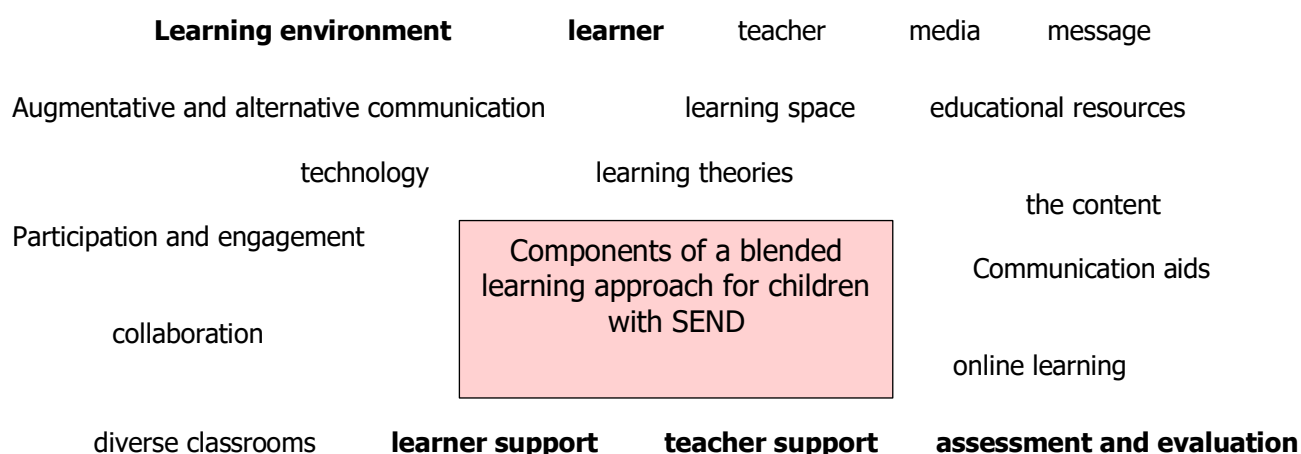 Learning environment learner teacher media message
Augmentative and alternative communication learning space educational resources
technology learning theories
the content
Participation and engagement
Components of a blended
learning approach for children
with SEND
Communication aids
collaboration
online learning
diverse classrooms learner support teacher support assessment and evaluation